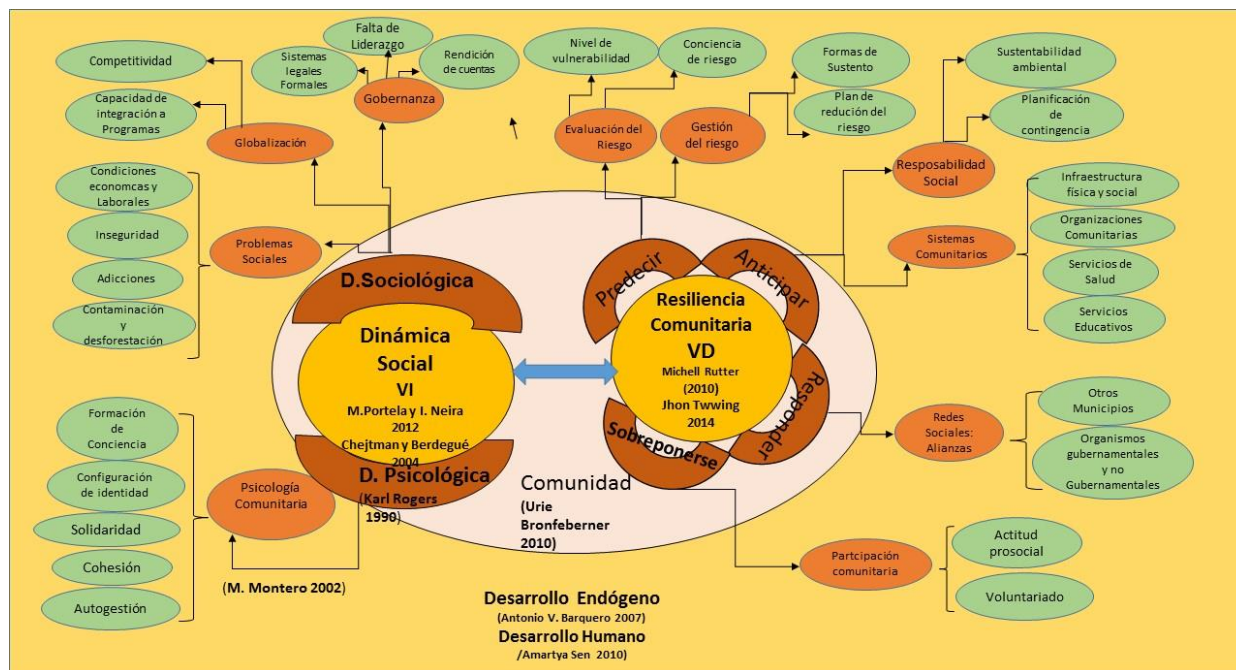 Competitividad
Capacidad de
integración a
Programas
Globalización
Sistemas
legales
Formales
Falta de
Liderazgo
Rendición
de cuentas
Gobernanza
Nivel de
vulnerabilidad
Conciencia
de riesgo
Evaluación del
Riesgo
Gestión
del riesgo
Formas de
Sustento
Plan de
redución del
riesgo
Sustentabilidad
ambiental
Planificación
de
contingencia
Resposabilidad
Social
Condiciones
economcas y
Laborales
Inseguridad
Adicciones
Contaminación
y
desforestación
Problemas
Sociales
Infraestructura
física y social
Organizaciones
Comunitarias
Servicios de
Salud
Servicios
Educativos
Sistemas
Comunitarios
D.Sociológica
Dinámica
Social
VI
M.Portela y I. Neira
2012
Chejtman y Berdegué
2004
D. Psicológica
(Karl Rogers
1990)
Predecir
Anticipar
Responder
Sobreponerse
Resiliencia
Comunitaria
VD
Michell Rutter
(2010)
Jhon Twwing
2014
Comunidad
(Urie
Bronfeberner
2010)
Formación
de
Conciencia
Configuración
de identidad
Solidaridad
Cohesión
Autogestión
Psicología
Comunitaria
(M. Montero 2002)
Redes
Sociales:
Alianzas
Otros
Municipios
Organismos
gubernamentales
y no
Gubernamentales
Partcipación
comunitaria
Actitud
prosocial
Voluntariado
Desarrollo Endógeno
(Antonio V. Barquero 2007)
Desarrollo Humano
/Amartya Sen 2010)